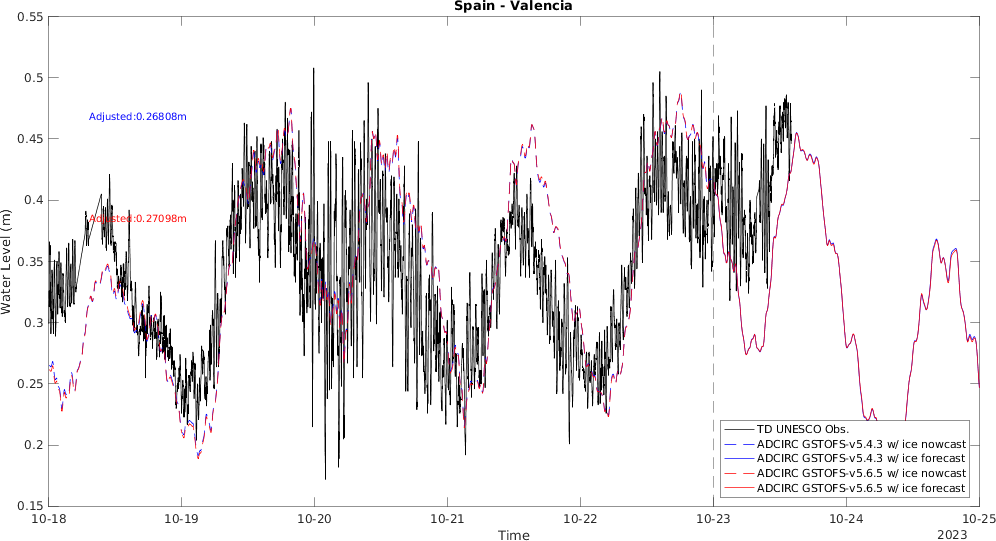 Spain - Valencia
0.55
0.5
0.45
0.4
0.35
0.3
0.25
0.2
0.15
Water Level (m)
Adjusted:0.26808m
Adjusted:0.27098m
TD UNESCO Obs.
ADCIRC GSTOFS-v5.4.3 w/ ice nowcast
ADCIRC GSTOFS-v5.4.3 w/ ice forecast
ADCIRC GSTOFS-v5.6.5 w/ ice nowcast
ADCIRC GSTOFS-v5.6.5 w/ ice forecast
10-18 10-19 10-20 10-21 10-22 10-23 10-24 10-25
Time
2023